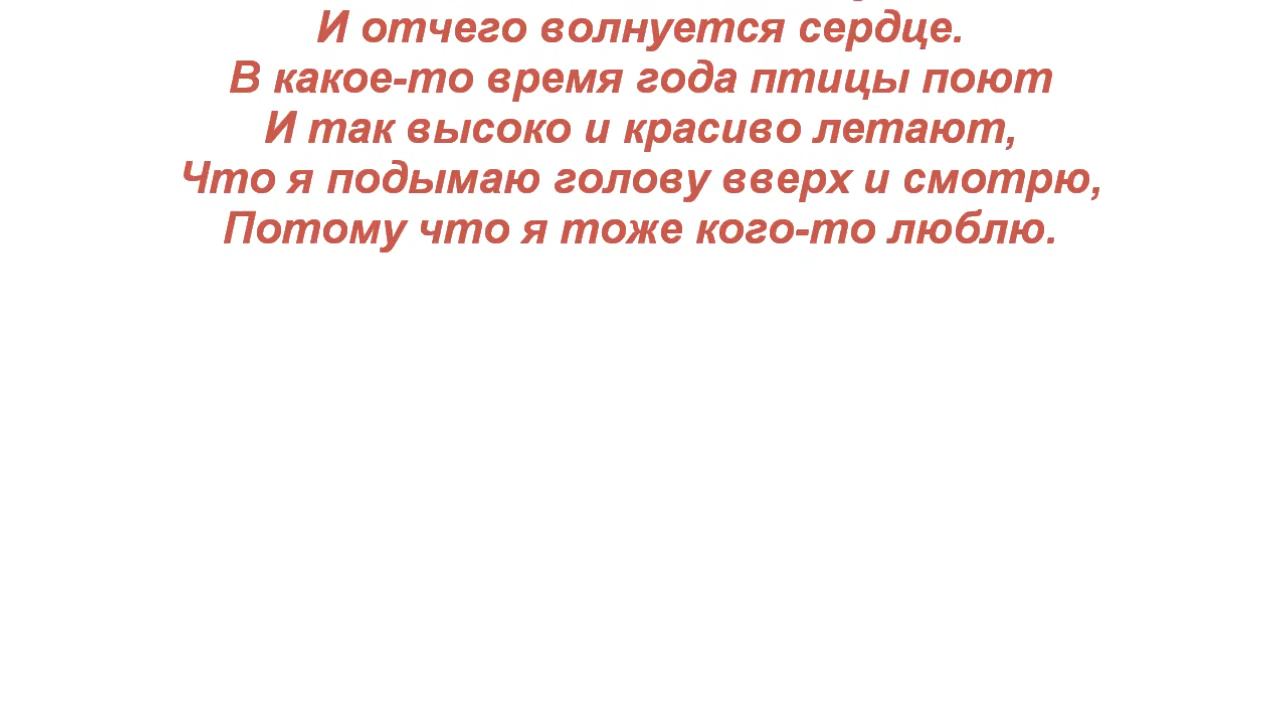 И отчего волнуется сердце.
В какое-то время года птицы поют
И так высоко и красиво летают,
Что я подымаю голову вверх и смотрю,
Потому что я тоже кого-то люблю.